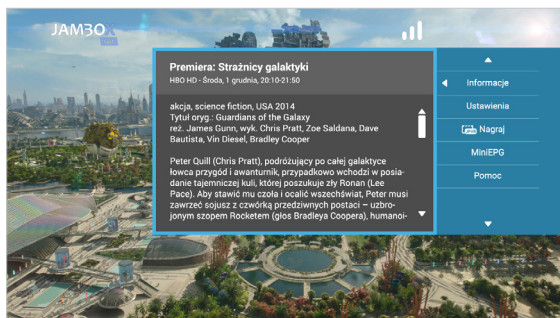 JAMBOX
Premiera: Strażnicy galaktyki
HBO HD - Środa, 1 grudnia, 20:10-21:50
akcja, science fiction, USA 2014
Tytuł oryg.: Guardians of the Galaxy
reż. James Gunn, wyk. Chris Pratt, Zoe Saldana, Dave
Bautista, Vin Diesel, Bradley Cooper
Peter Quill (Chris Pratt), podróżujący po całej galaktyce
łowca przygód i awanturnik, przypadkowo wchodzi w posia-
danie tajemniczej kuli, której poszukuje zły Ronan (Lee
Pace). Aby stawić mu czoła i ocalić wszechświat, Peter musi
zawrzeć sojusz z czwórką przedziwnych postaci – uzbro-
jonym szopem Rocketem (głos Bradleya Coopera), humanoi-
Informacje
Ustawienia
Nagraj
MiniEPG
Pomoc